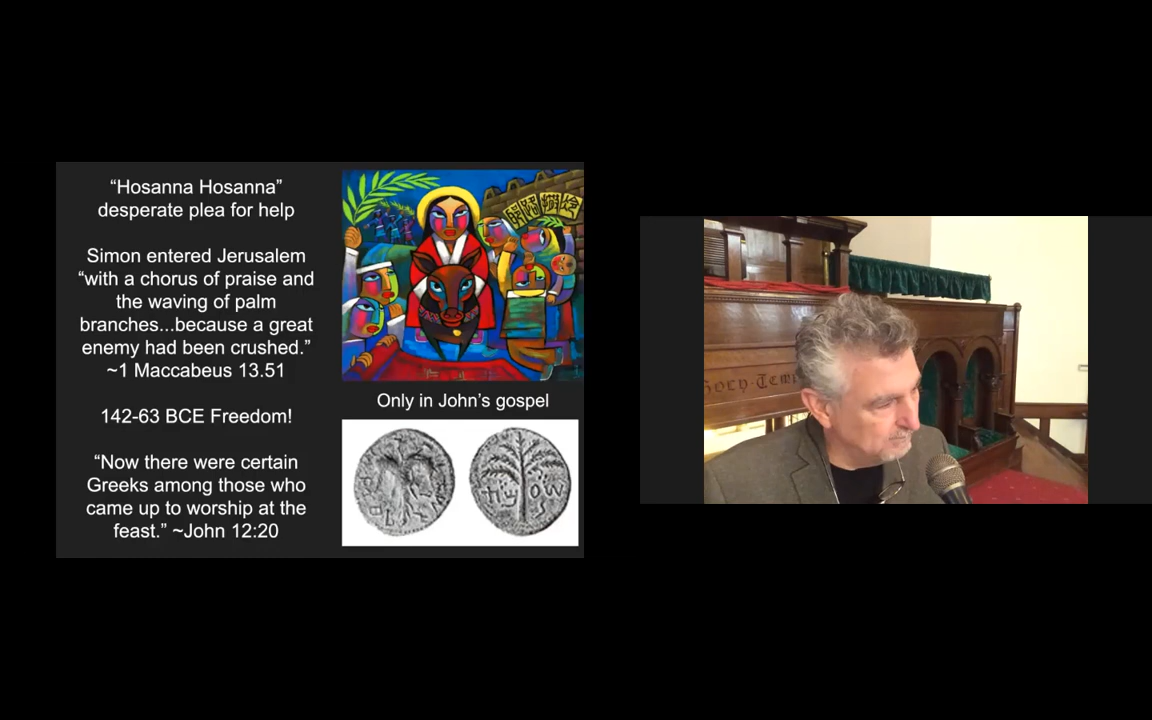 “Hosanna Hosanna”
desperate plea for help
Simon entered Jerusalem
“with a chorus of praise and
the waving of palm
branches...because a great
enemy had been crushed.”
~1 Maccabeus 13.51
142-63 BCE Freedom!
“Now there were certain
Greeks among those who
came up to worship at the
feast.” ~John 12:20
Only in John’s gospel
Holy·Temp